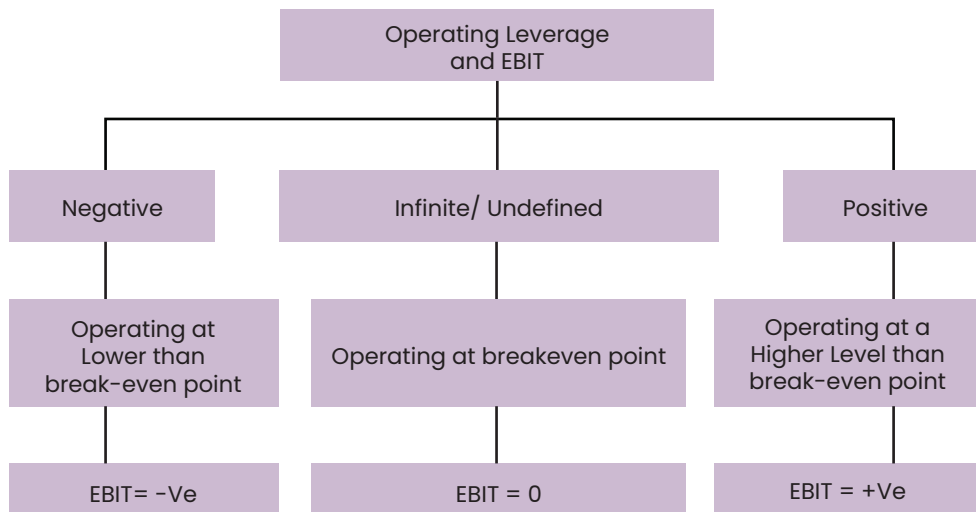 Operating Leverage
and EBIT
Negative
Infinite/ Undefined
Positive
Operating at
Lower than
break-even point
Operating at breakeven point
Operating at a
Higher Level than
break-even point
EBIT= -Ve
EBIT = 0
EBIT = +Ve